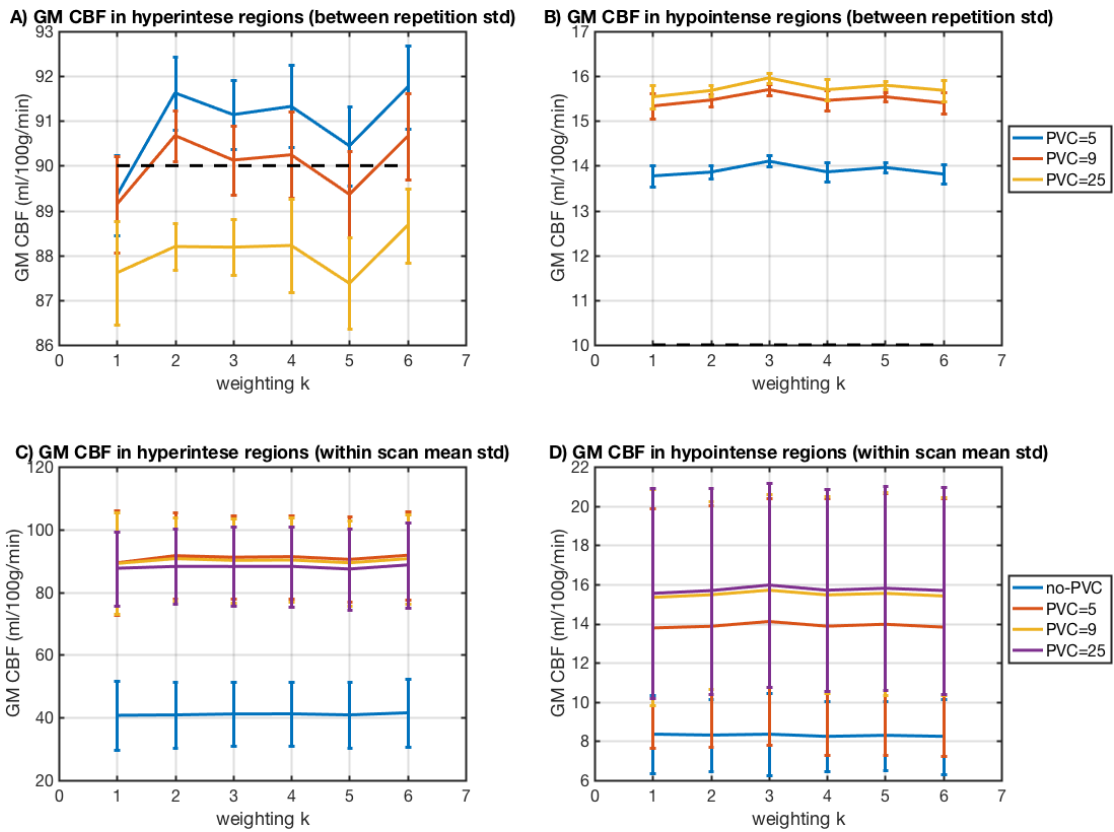 A) GM CBF in hyperintese regions (between repetition std)
GM CBF (ml/100g/min)
93
92
91
90
89
88
87
86
0 1 2 3 4 5 6 7
weighting k
B) GM CBF in hypointense regions (between repetition std)
GM CBF (ml/100g/min)
17
16
15
14
13
12
11
10
0 1 2 3 4 5 6 7
weighting k
PVC=5
PVC=9
PVC=25
C) GM CBF in hyperintese regions (within scan mean std)
GM CBF (ml/100g/min)
120
100
80
60
40
20
0 1 2 3 4 5 6 7
weighting k
D) GM CBF in hypointense regions (within scan mean std)
GM CBF (ml/100g/min)
22
20
18
16
14
12
10
8
6
0 1 2 3 4 5 6 7
weighting k
no-PVC
PVC=5
PVC=9
PVC=25